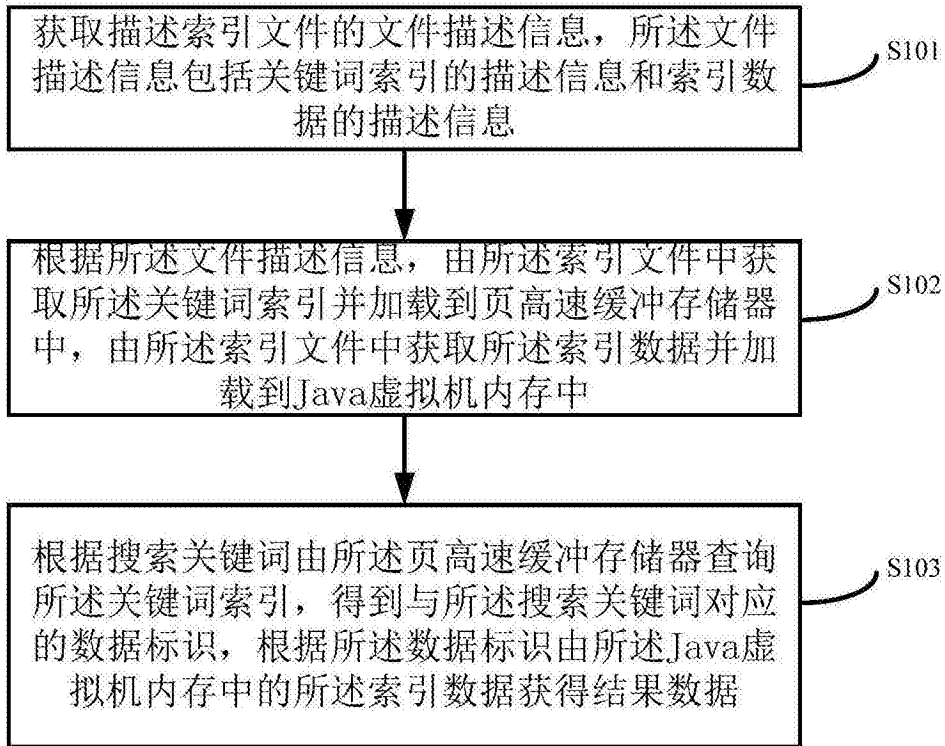 获取描述索引文件的文件描述信息，所述文件
描述信息包括关键词索引的描述信息和索引数
据的描述信息
S101
根据所述文件描述信息，由所述索引文件中获
取所述关键词索引并加载到页高速缓冲存储器
中，由所述索引文件中获取所述索引数据并加
载到Java虚拟机内存中
S102
根据搜索关键词由所述页高速缓冲存储器查询
所述关键词索引，得到与所述搜索关键词对应
的数据标识，根据所述数据标识由所述Java虚
拟机内存中的所述索引数据获得结果数据
S103